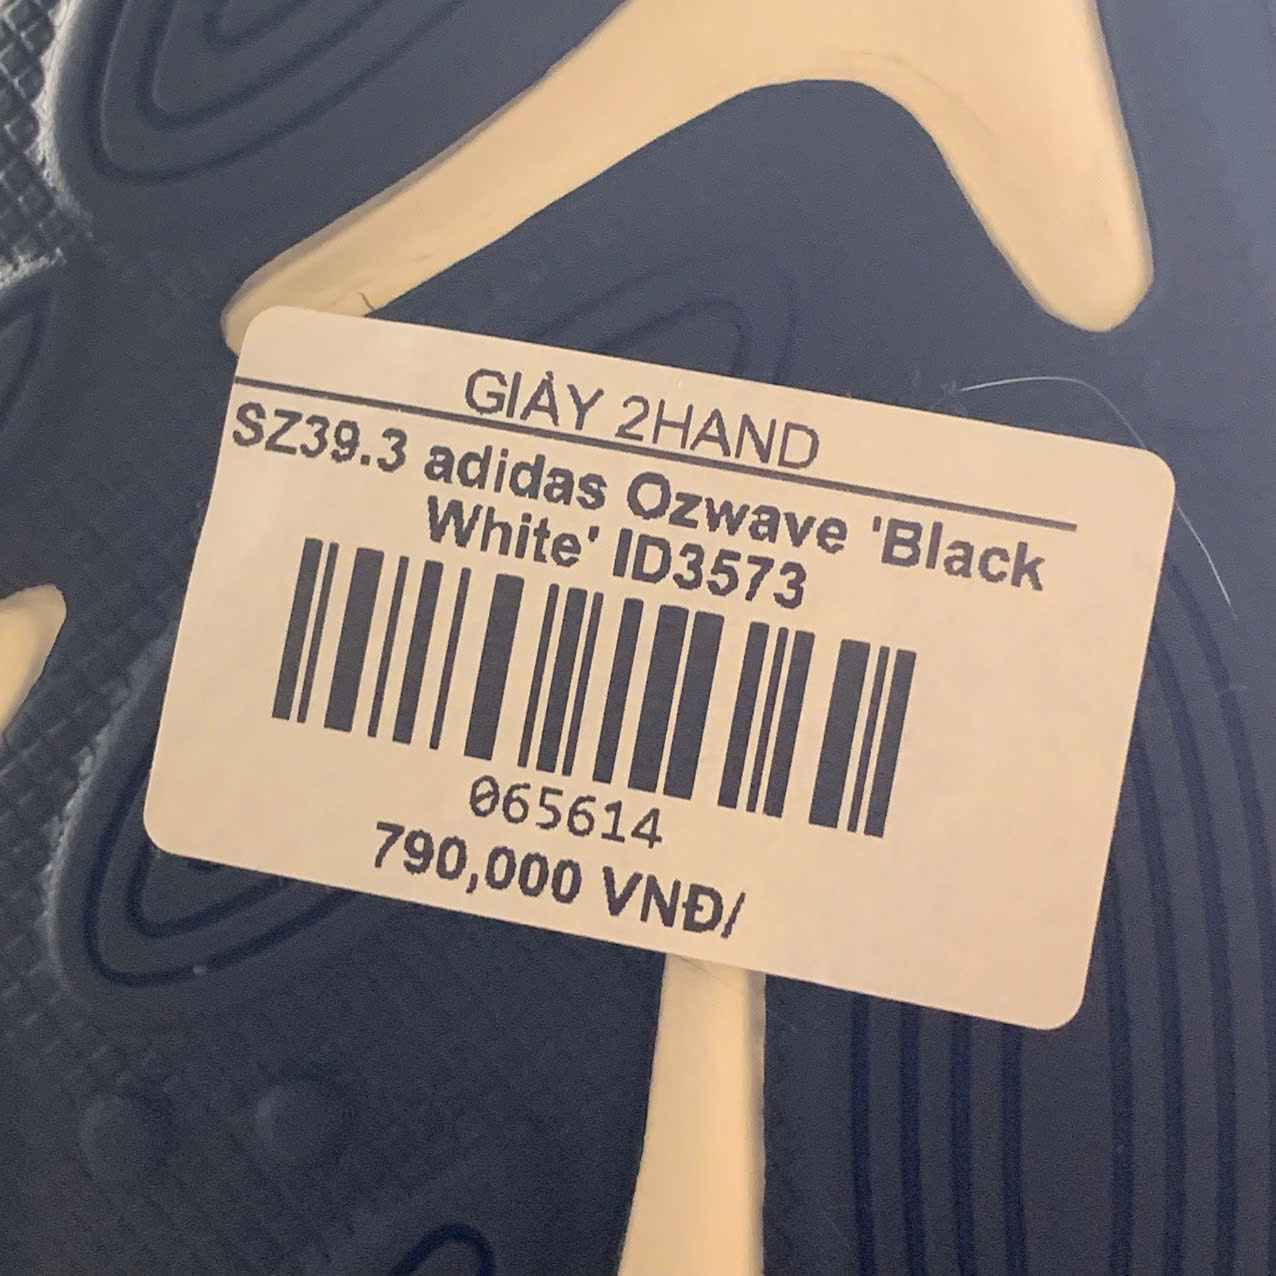 GIÀY 2HAND
SZ39.3 adidas Ozwave 'Black
White' ID3573
065614
790,000 VNĐ/